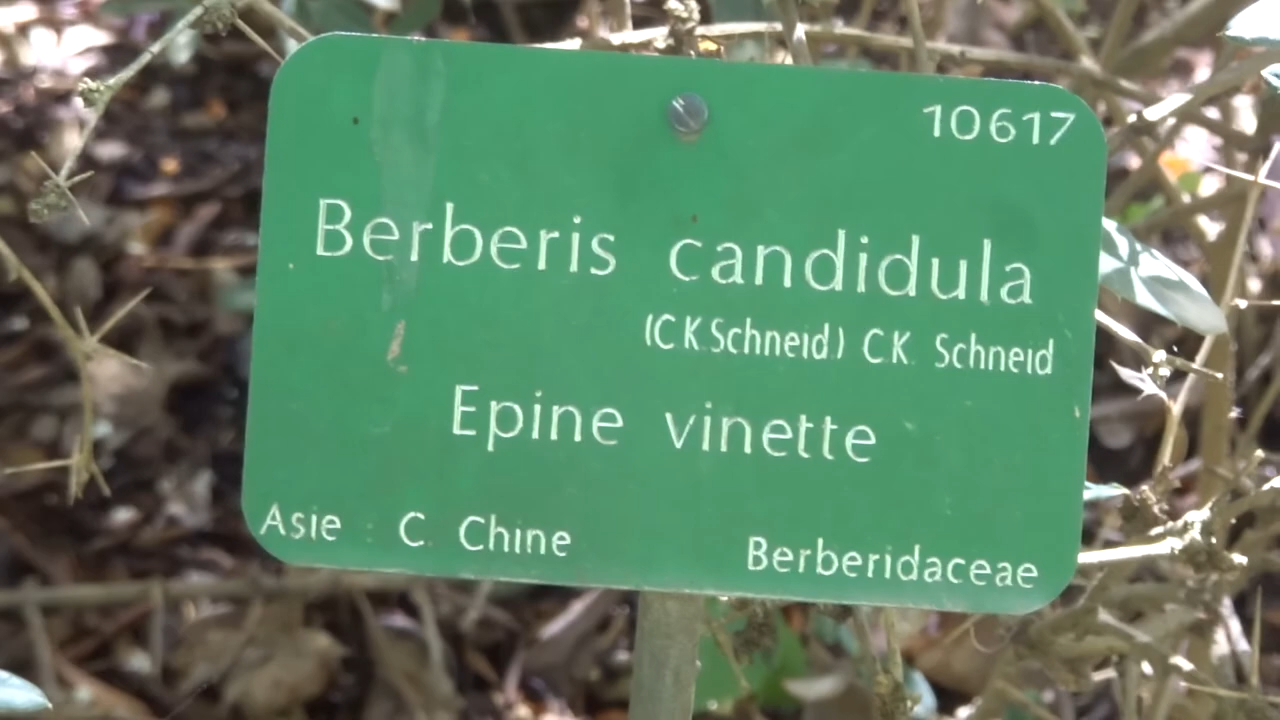 10617
Berberis candidula
(C K Schneid.) C K. Schneid
Epine vinette
Asie : C. Chine
Berberidaceae